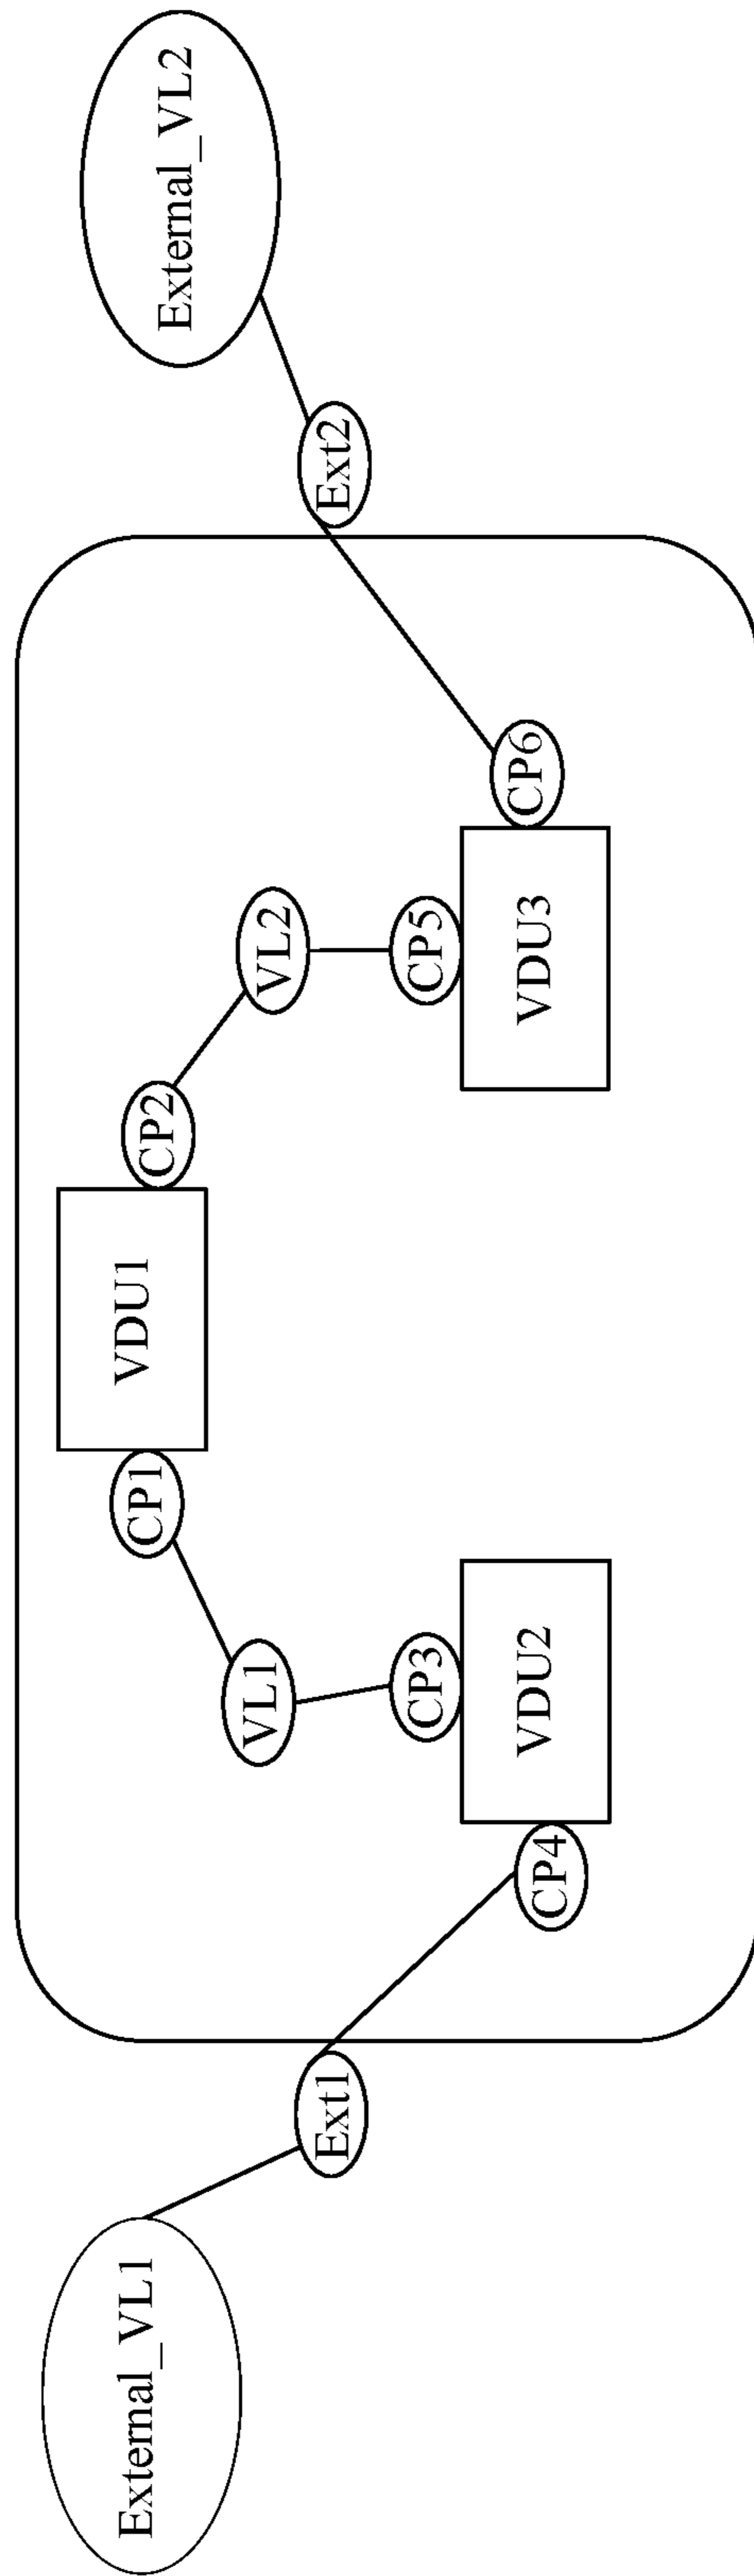 External_VL1
Ext1
CP4
VDU2
CP3
VL1
CP1
VDU1
CP2
VL2
CP5
VDU3
CP6
Ext2
External_VL2